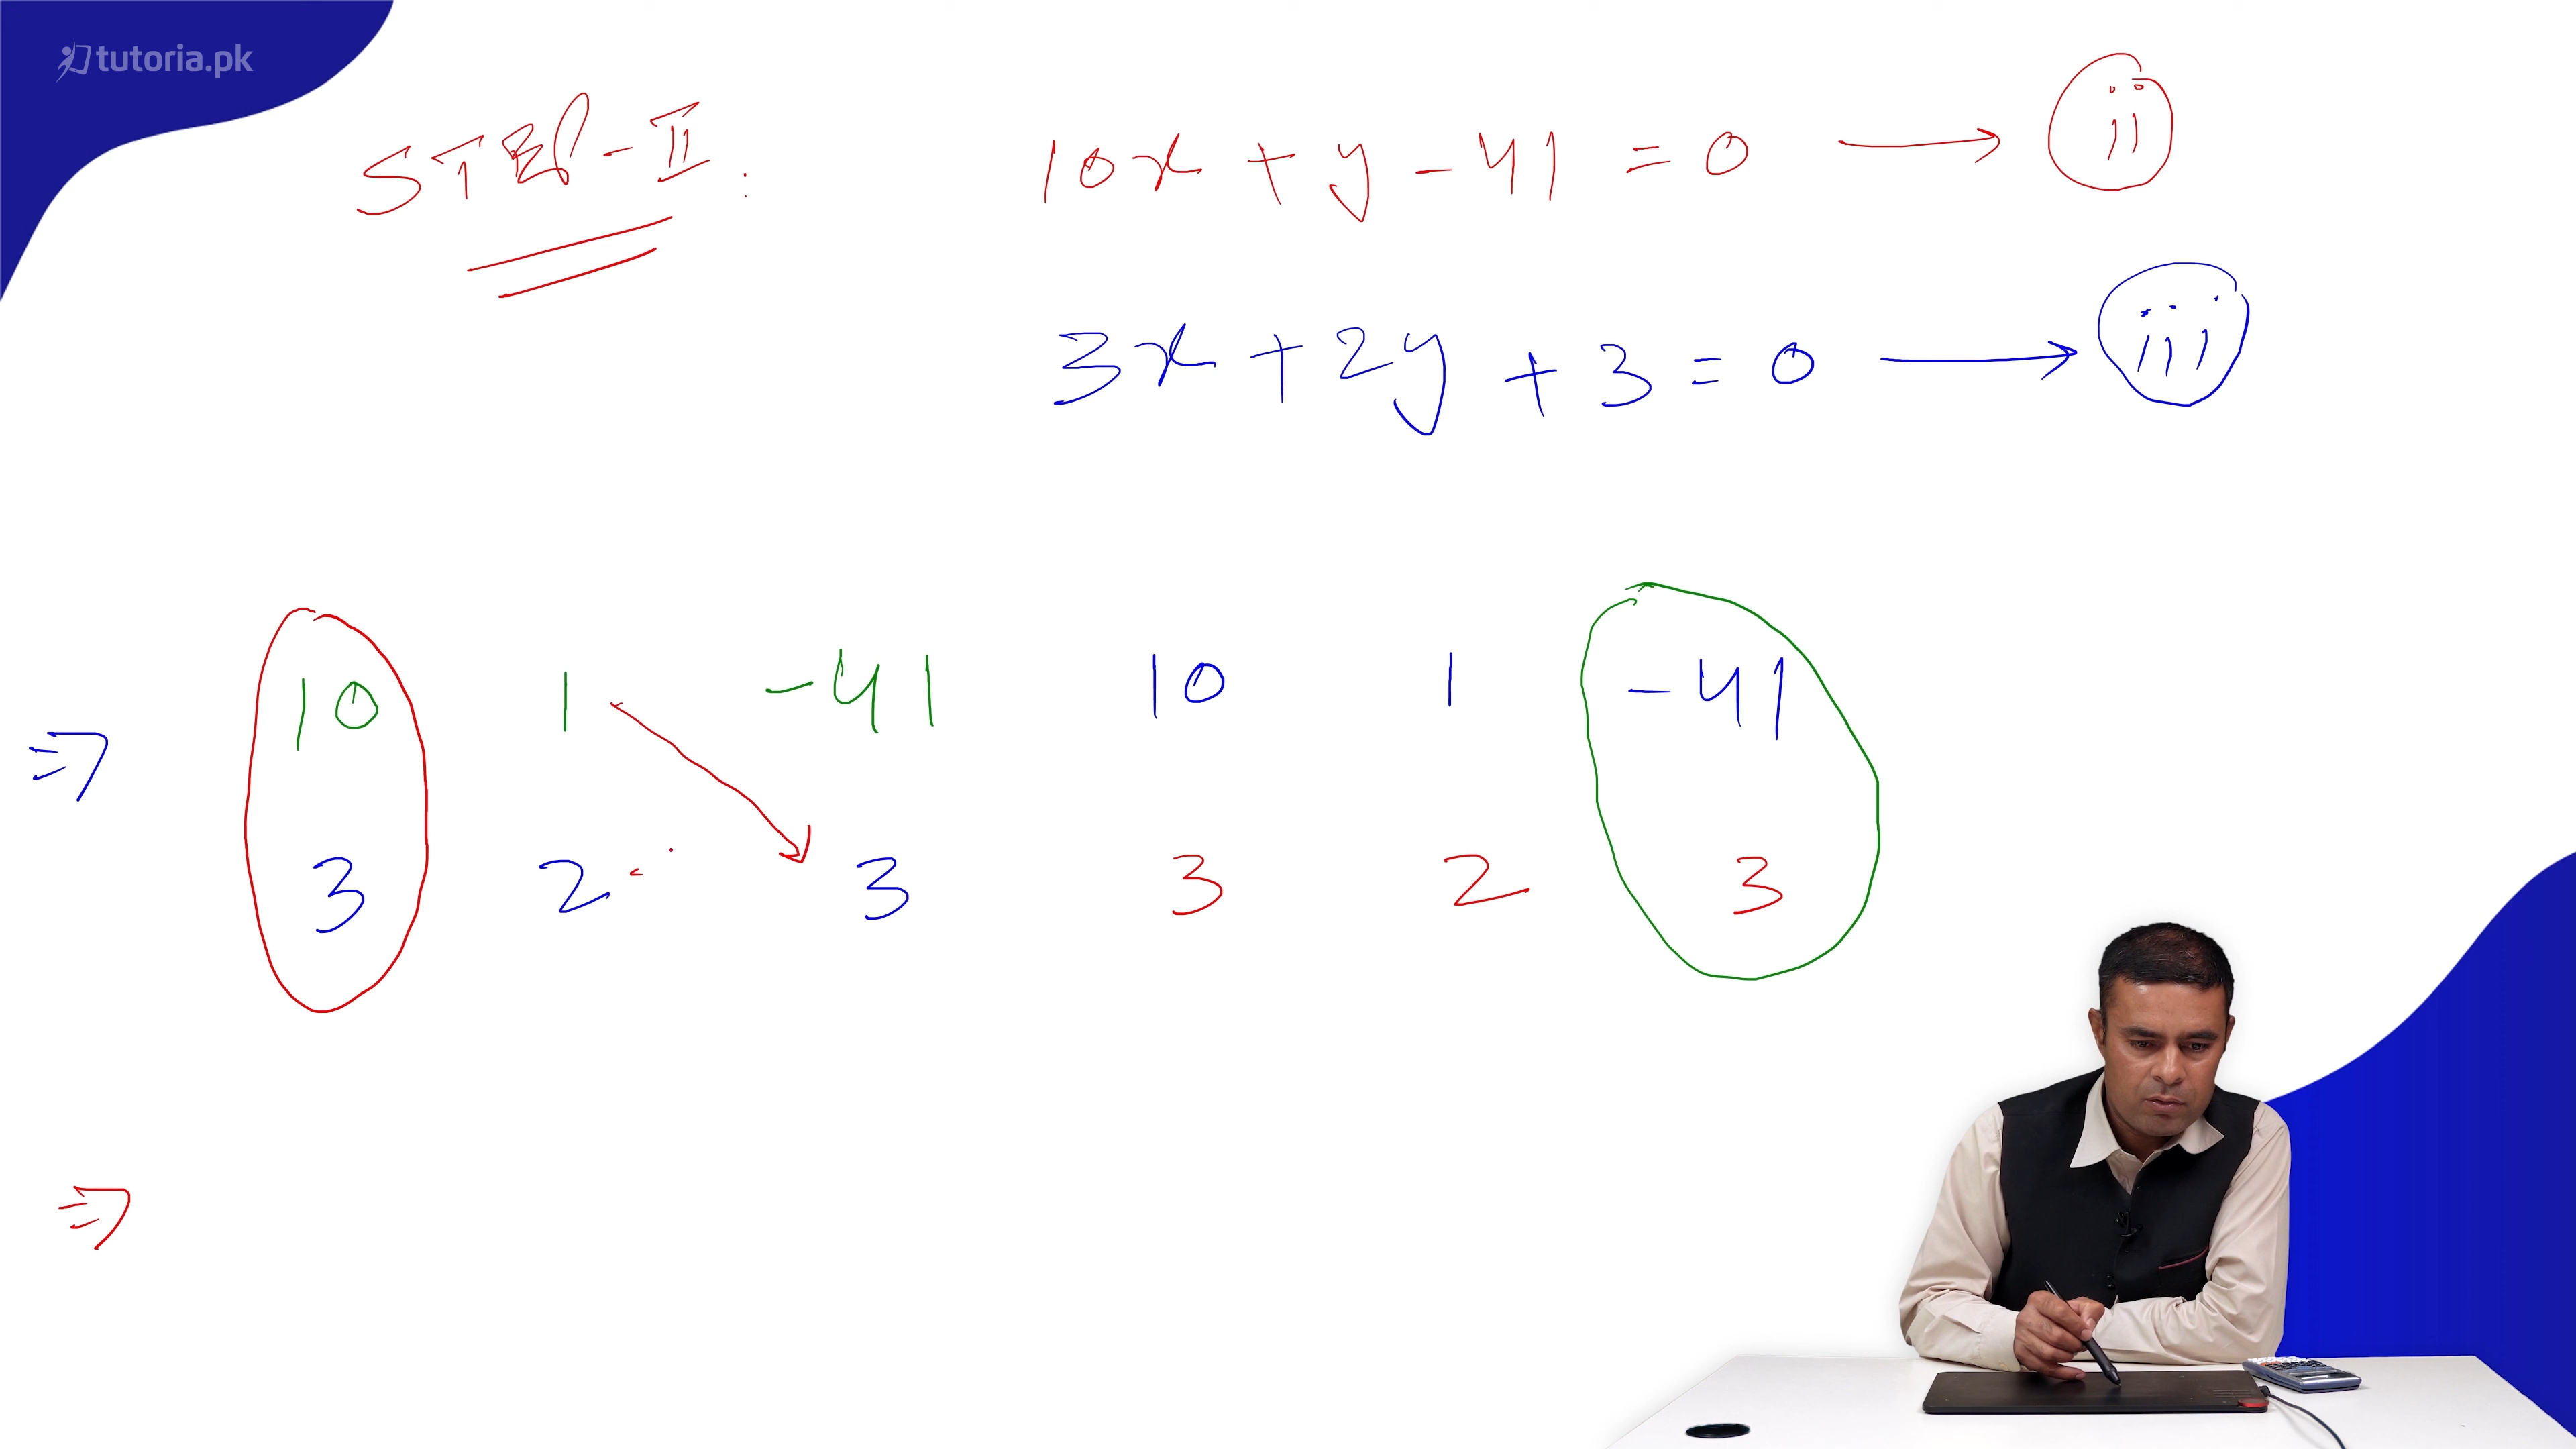 tutoria.pk
STEP-II:
10x + y - 41 = 0 → ii
3x + 2y + 3 = 0 → iii
⇒ 10 1 -41 10 1 -41
3 2 3 3 2 3
⇒